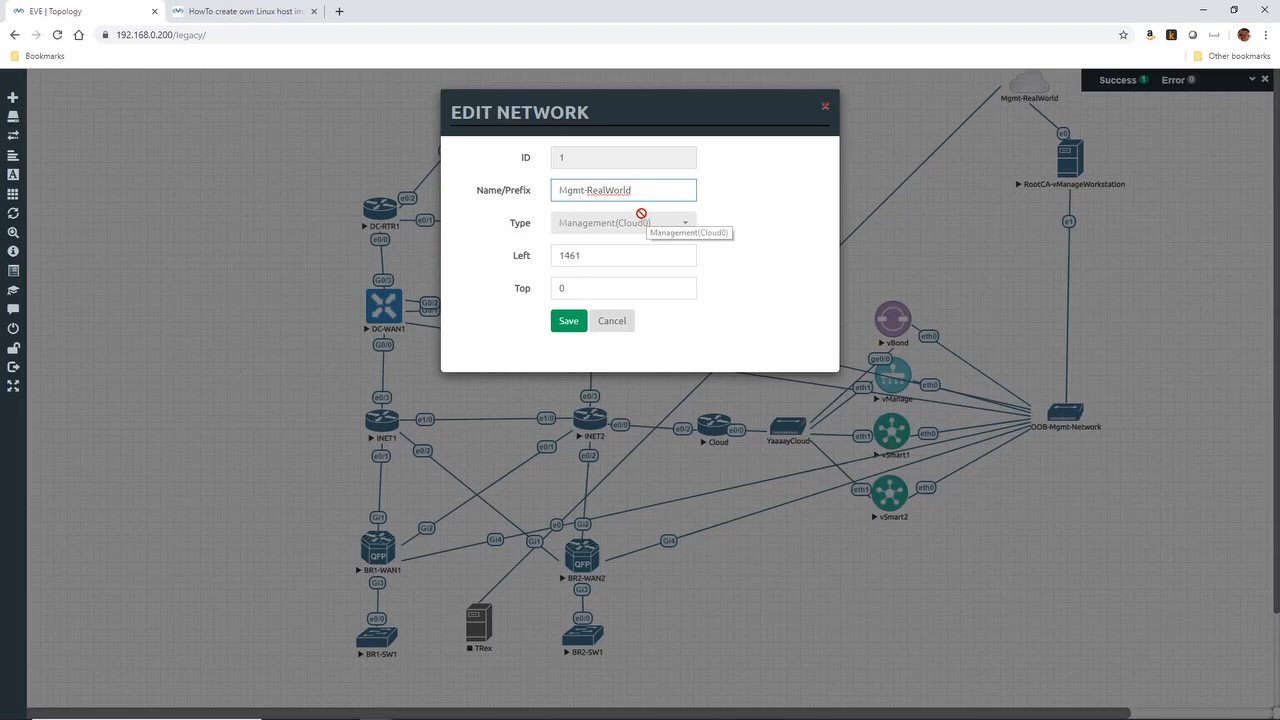 EVE | Topology
HowTo create own Linux host im
192.168.0.200/legacy/
Bookmarks
Other bookmarks
Success 1 Error 0
Mgmt-RealWorld
EDIT NETWORK
ID 1
Name/Prefix Mgmt-RealWorld
Type Management(Cloud0)
Management(Cloud0)
Left 1461
Top 0
Save Cancel
e0
RootCA-vManageWorkstation
e1
e0/2
DC-RTR1
e0/1
e0/0
G0/3
G0/2
DC-WAN1
G0/0
vBond
eth0
ge0/0
vManage
eth1
eth0
e0/3
e0/3
INET1
e1/0
e1/0
INET2
e0/0
e0/2
Cloud
e0/0
YaaaayCloud
eth1
vSmart1
eth0
OOB-Mgmt-Network
e0/1
e0/2
e0/1
e0/2
eth1
vSmart2
eth0
Gi1
Gi2
Gi4
e0
Gi1
Gi2
Gi4
QFP
BR1-WAN1
QFP
BR2-WAN2
Gi3
Gi3
e0/0
BR1-SW1
TRex
e0/0
BR2-SW1